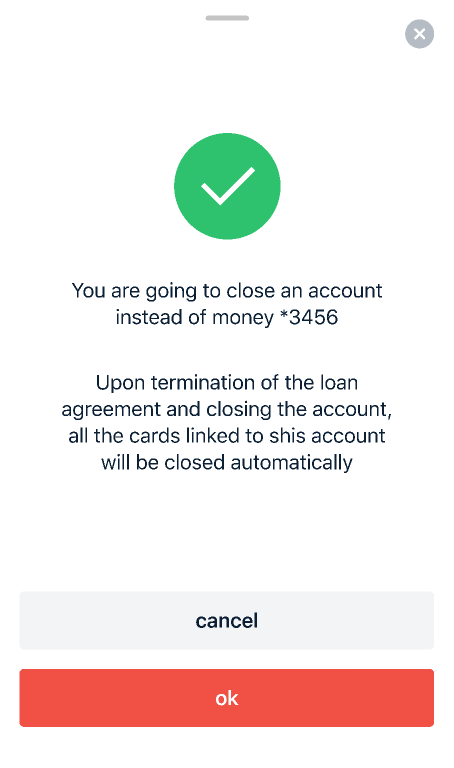 You are going to close an account
instead of money *3456
Upon termination of the loan
agreement and closing the account,
all the cards linked to shis account
will be closed automatically
cancel
ok